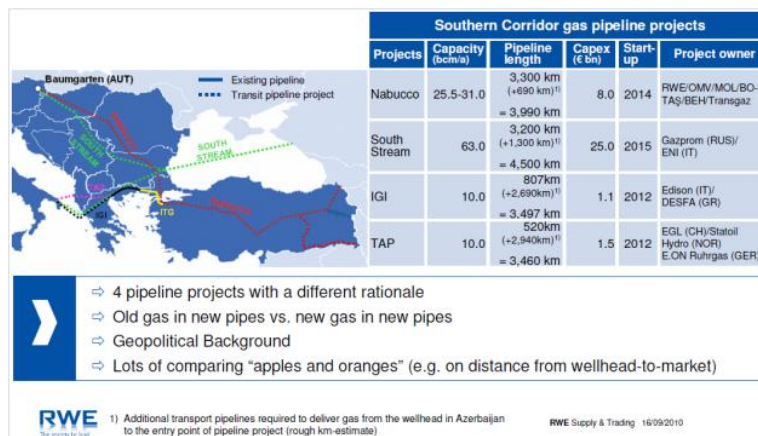 Southern Corridor gas pipeline projects
Projects
Capacity
(bcm/a)
Pipeline
length
Capex
(€ bn)
Start-
up
Project owner
Nabucco
25.5-31.0
3,300 km
(+690 km)1)
= 3,990 km
8.0
2014
RWE/OMV/MOL/BO-
TAŞ/BEH/Transgaz
South
Stream
63.0
3,200 km
(+1,300 km)1)
= 4,500 km
25.0
2015
Gazprom (RUS)/
ENI (IT)
IGI
10.0
807km
(+2,690km)1)
= 3.497 km
1.1
2012
Edison (IT)/
DESFA (GR)
TAP
10.0
520km
(+2,940km)1)
= 3,460 km
1.5
2012
EGL (CH)/Statoil
Hydro (NOR)
E.ON Ruhrgas (GER)
Baumgarten (AUT)
Existing pipeline
Transit pipeline project
NABUCCO
SOUTH
STREAM
SOUTH
STREAM
TAP
IGI
ITG
NABUCCO
⇨ 4 pipeline projects with a different rationale
⇨ Old gas in new pipes vs. new gas in new pipes
⇨ Geopolitical Background
⇨ Lots of comparing “apples and oranges” (e.g. on distance from wellhead-to-market)
RWE
The energy to lead
1) Additional transport pipelines required to deliver gas from the wellhead in Azerbaijan
to the entry point of pipeline project (rough km-estimate)
RWE Supply & Trading 16/09/2010